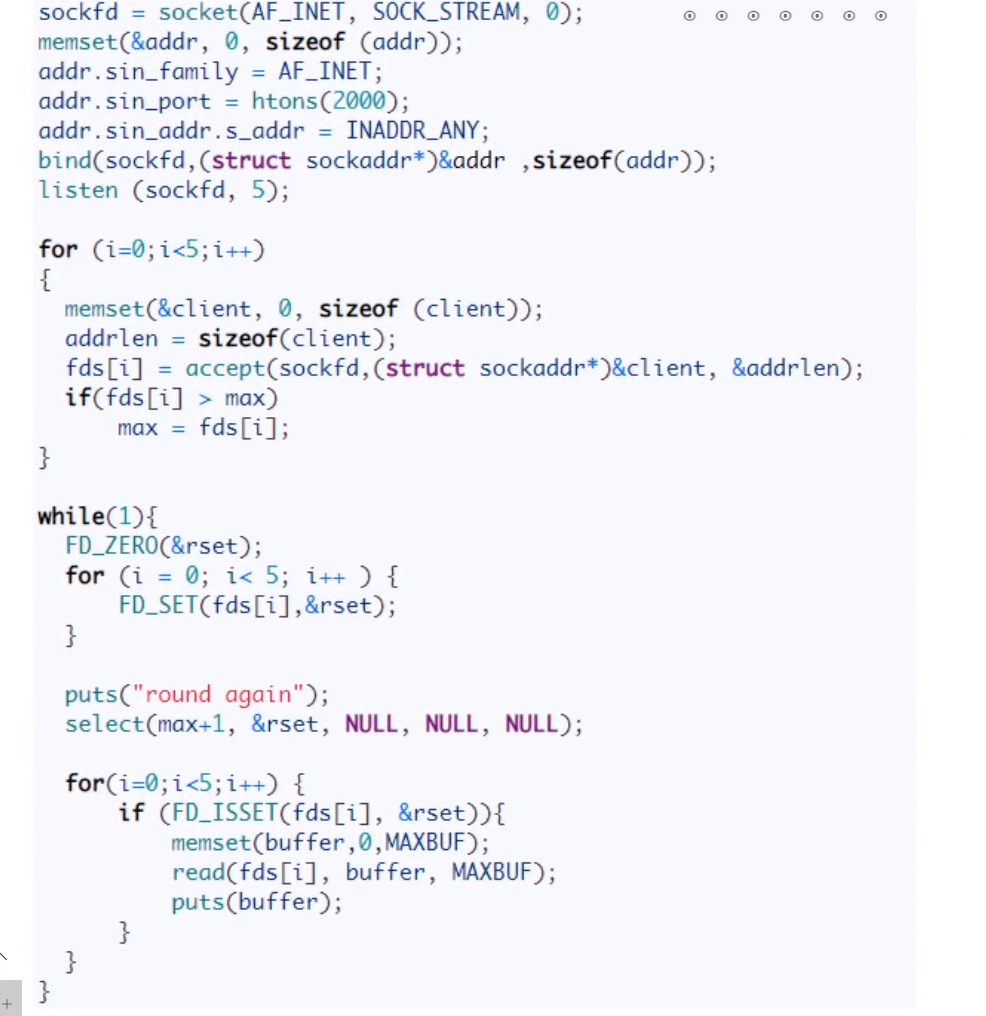 sockfd = socket(AF_INET, SOCK_STREAM, 0);
memset(&addr, 0, sizeof (addr));
addr.sin_family = AF_INET;
addr.sin_port = htons(2000);
addr.sin_addr.s_addr = INADDR_ANY;
bind(sockfd,(struct sockaddr*)&addr ,sizeof(addr));
listen (sockfd, 5);

for (i=0;i<5;i++)
{
  memset(&client, 0, sizeof (client));
  addrlen = sizeof(client);
  fds[i] = accept(sockfd,(struct sockaddr*)&client, &addrlen);
  if(fds[i] > max)
      max = fds[i];
}

while(1){
  FD_ZERO(&rset);
  for (i = 0; i< 5; i++ ) {
      FD_SET(fds[i],&rset);
  }

  puts("round again");
  select(max+1, &rset, NULL, NULL, NULL);

  for(i=0;i<5;i++) {
      if (FD_ISSET(fds[i], &rset)){
          memset(buffer,0,MAXBUF);
          read(fds[i], buffer, MAXBUF);
          puts(buffer);
      }
  }
}
+